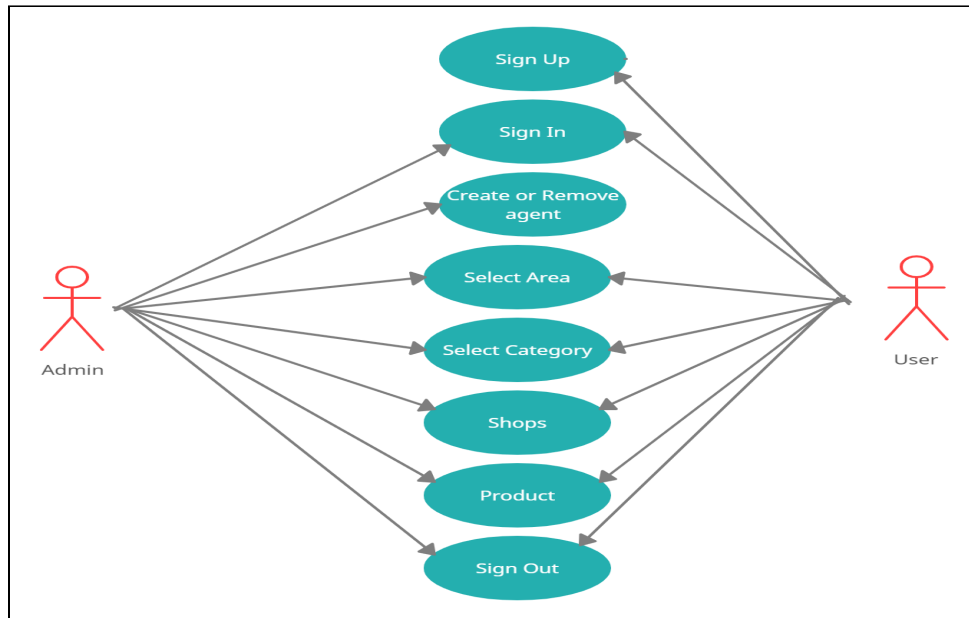 Sign Up
Sign In
Create or Remove
agent
Select Area
Select Category
Shops
Product
Sign Out
Admin
User